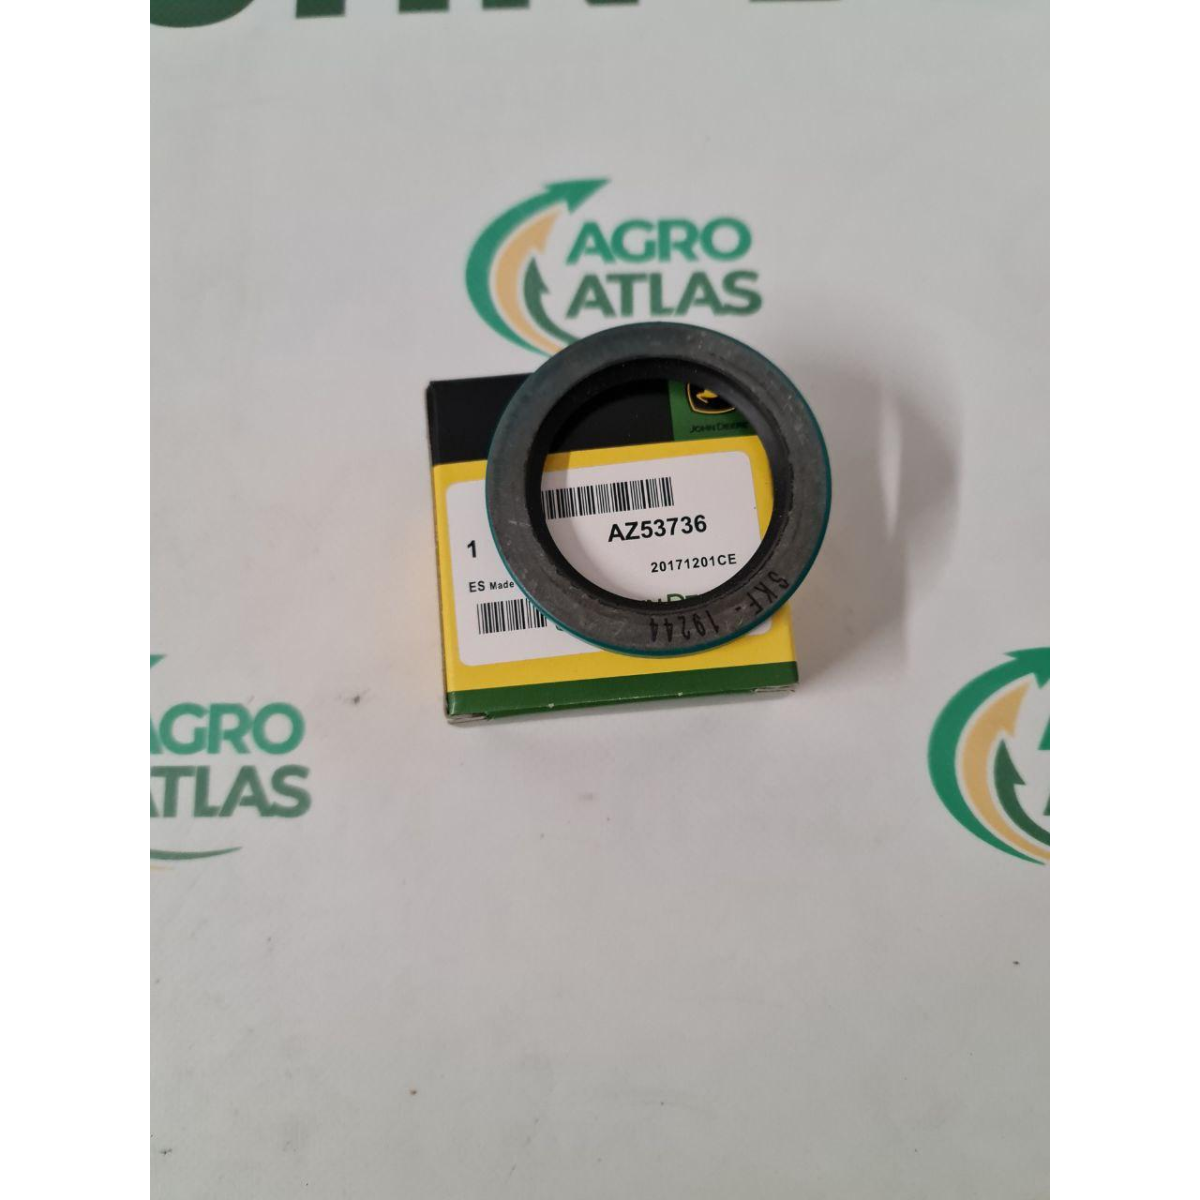 AGRO
ATLAS
JOHN DEERE
AZ53736
1
20171201CE
ES Made
SKF - 19244
AGRO
ATLAS